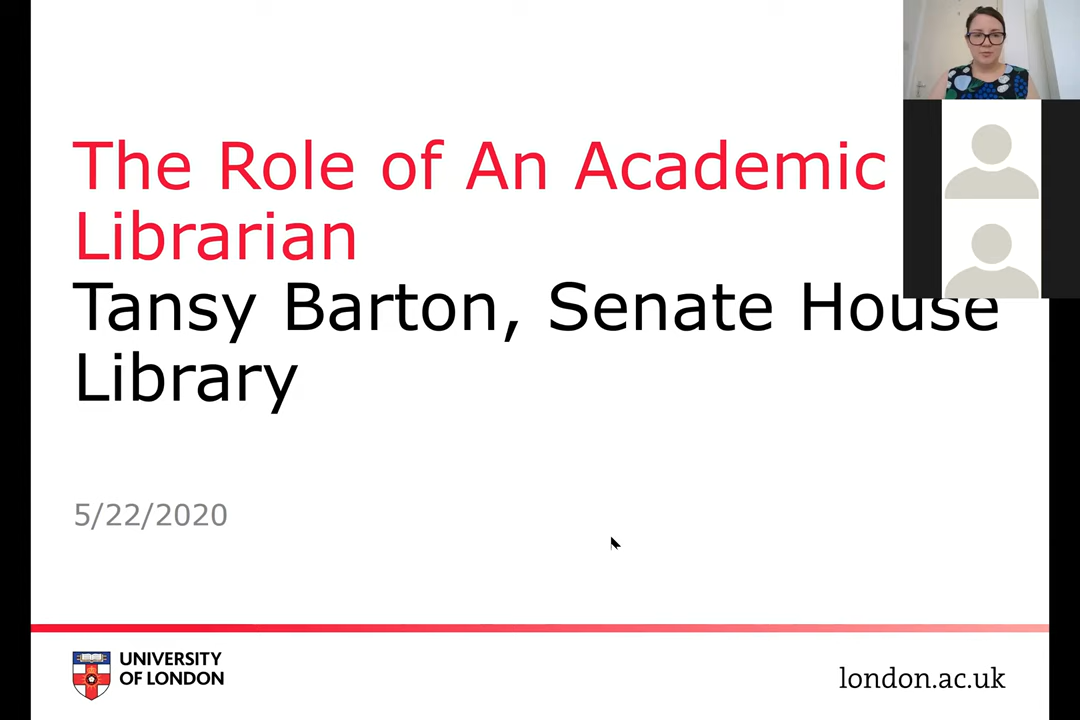 The Role of An Academic
Librarian
Tansy Barton, Senate House
Library
5/22/2020
UNIVERSITY
OF LONDON
london.ac.uk